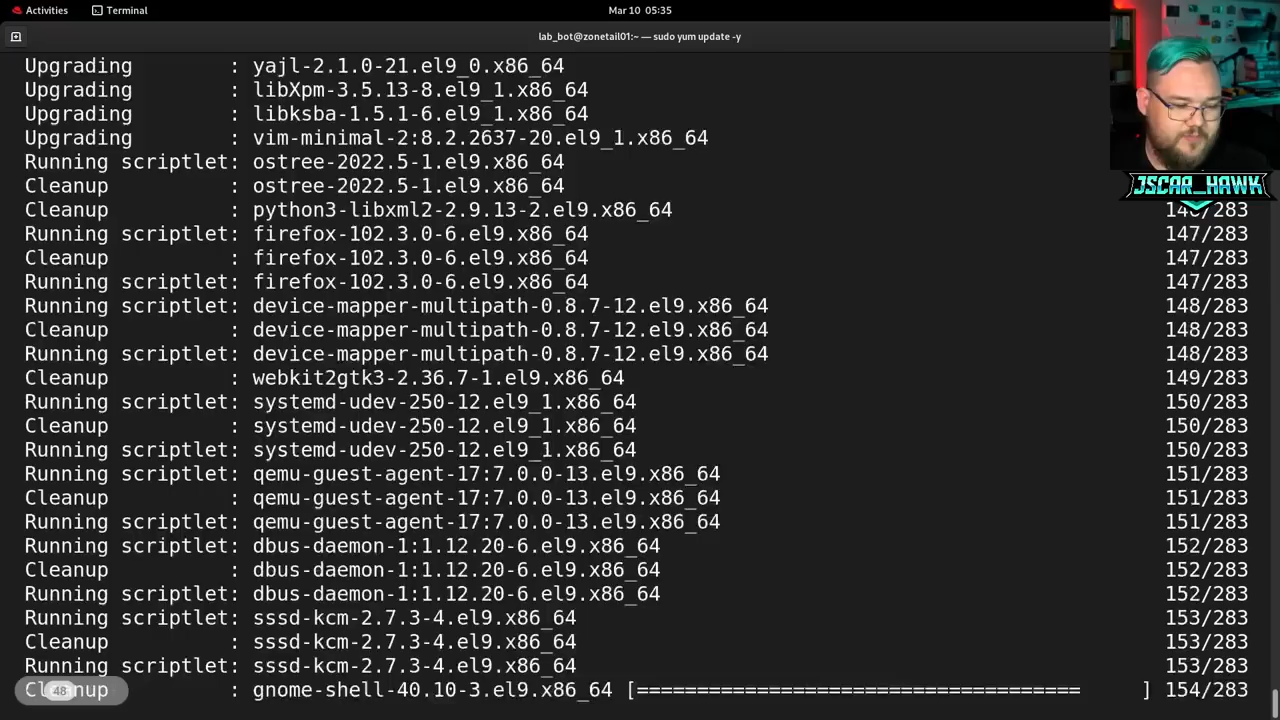 Activities Terminal Mar 10 05:35
lab_bot@zonetail01:~ — sudo yum update -y
Upgrading : yajl-2.1.0-21.el9_0.x86_64
Upgrading : libXpm-3.5.13-8.el9_1.x86_64
Upgrading : libksba-1.5.1-6.el9_1.x86_64
Upgrading : vim-minimal-2:8.2.2637-20.el9_1.x86_64
Running scriptlet: ostree-2022.5-1.el9.x86_64
Cleanup : ostree-2022.5-1.el9.x86_64
JSCAR_HAWK
Cleanup : python3-libxml2-2.9.13-2.el9.x86_64 146/283
Running scriptlet: firefox-102.3.0-6.el9.x86_64 147/283
Cleanup : firefox-102.3.0-6.el9.x86_64 147/283
Running scriptlet: firefox-102.3.0-6.el9.x86_64 147/283
Running scriptlet: device-mapper-multipath-0.8.7-12.el9.x86_64 148/283
Cleanup : device-mapper-multipath-0.8.7-12.el9.x86_64 148/283
Running scriptlet: device-mapper-multipath-0.8.7-12.el9.x86_64 148/283
Cleanup : webkit2gtk3-2.36.7-1.el9.x86_64 149/283
Running scriptlet: systemd-udev-250-12.el9_1.x86_64 150/283
Cleanup : systemd-udev-250-12.el9_1.x86_64 150/283
Running scriptlet: systemd-udev-250-12.el9_1.x86_64 150/283
Running scriptlet: qemu-guest-agent-17:7.0.0-13.el9.x86_64 151/283
Cleanup : qemu-guest-agent-17:7.0.0-13.el9.x86_64 151/283
Running scriptlet: qemu-guest-agent-17:7.0.0-13.el9.x86_64 151/283
Running scriptlet: dbus-daemon-1:1.12.20-6.el9.x86_64 152/283
Cleanup : dbus-daemon-1:1.12.20-6.el9.x86_64 152/283
Running scriptlet: dbus-daemon-1:1.12.20-6.el9.x86_64 152/283
Running scriptlet: sssd-kcm-2.7.3-4.el9.x86_64 153/283
Cleanup : sssd-kcm-2.7.3-4.el9.x86_64 153/283
Running scriptlet: sssd-kcm-2.7.3-4.el9.x86_64 153/283
Cleanup : gnome-shell-40.10-3.el9.x86_64 [===================================== ] 154/283
48